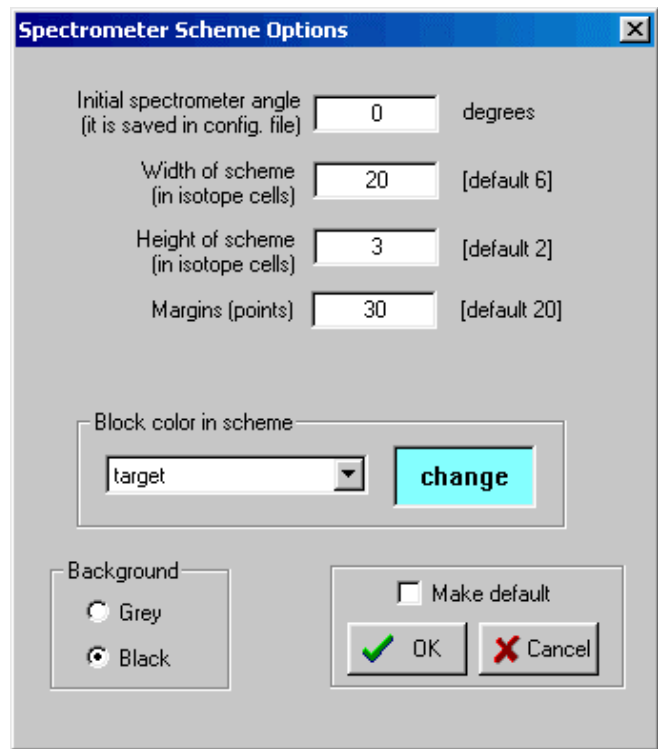 Spectrometer Scheme Options
Initial spectrometer angle
(it is saved in config. file)
0
degrees
Width of scheme
(in isotope cells)
20
[default 6]
Height of scheme
(in isotope cells)
3
[default 2]
Margins (points)
30
[default 20]
Block color in scheme
target
change
Background
Grey
Black
Make default
OK
Cancel